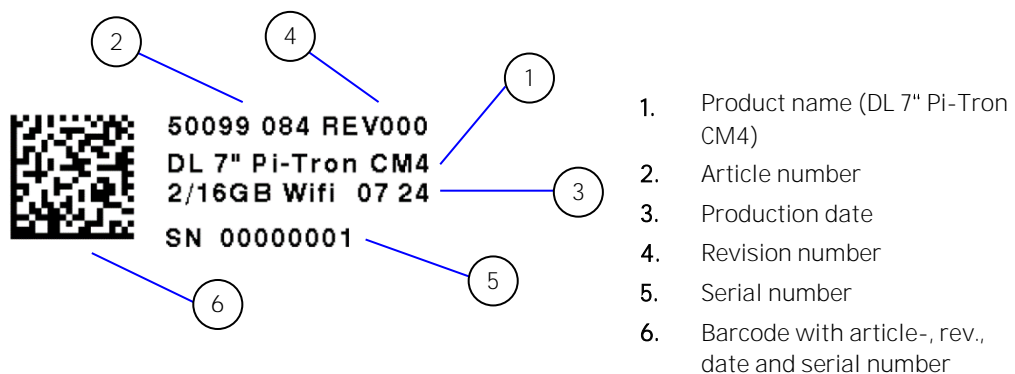 2
4
1
50099 084 REV000
DL 7" Pi-Tron CM4
2/16GB Wifi 07 24
3
SN 00000001
5
6
1. Product name (DL 7" Pi-Tron
CM4)
2. Article number
3. Production date
4. Revision number
5. Serial number
6. Barcode with article-, rev.,
date and serial number